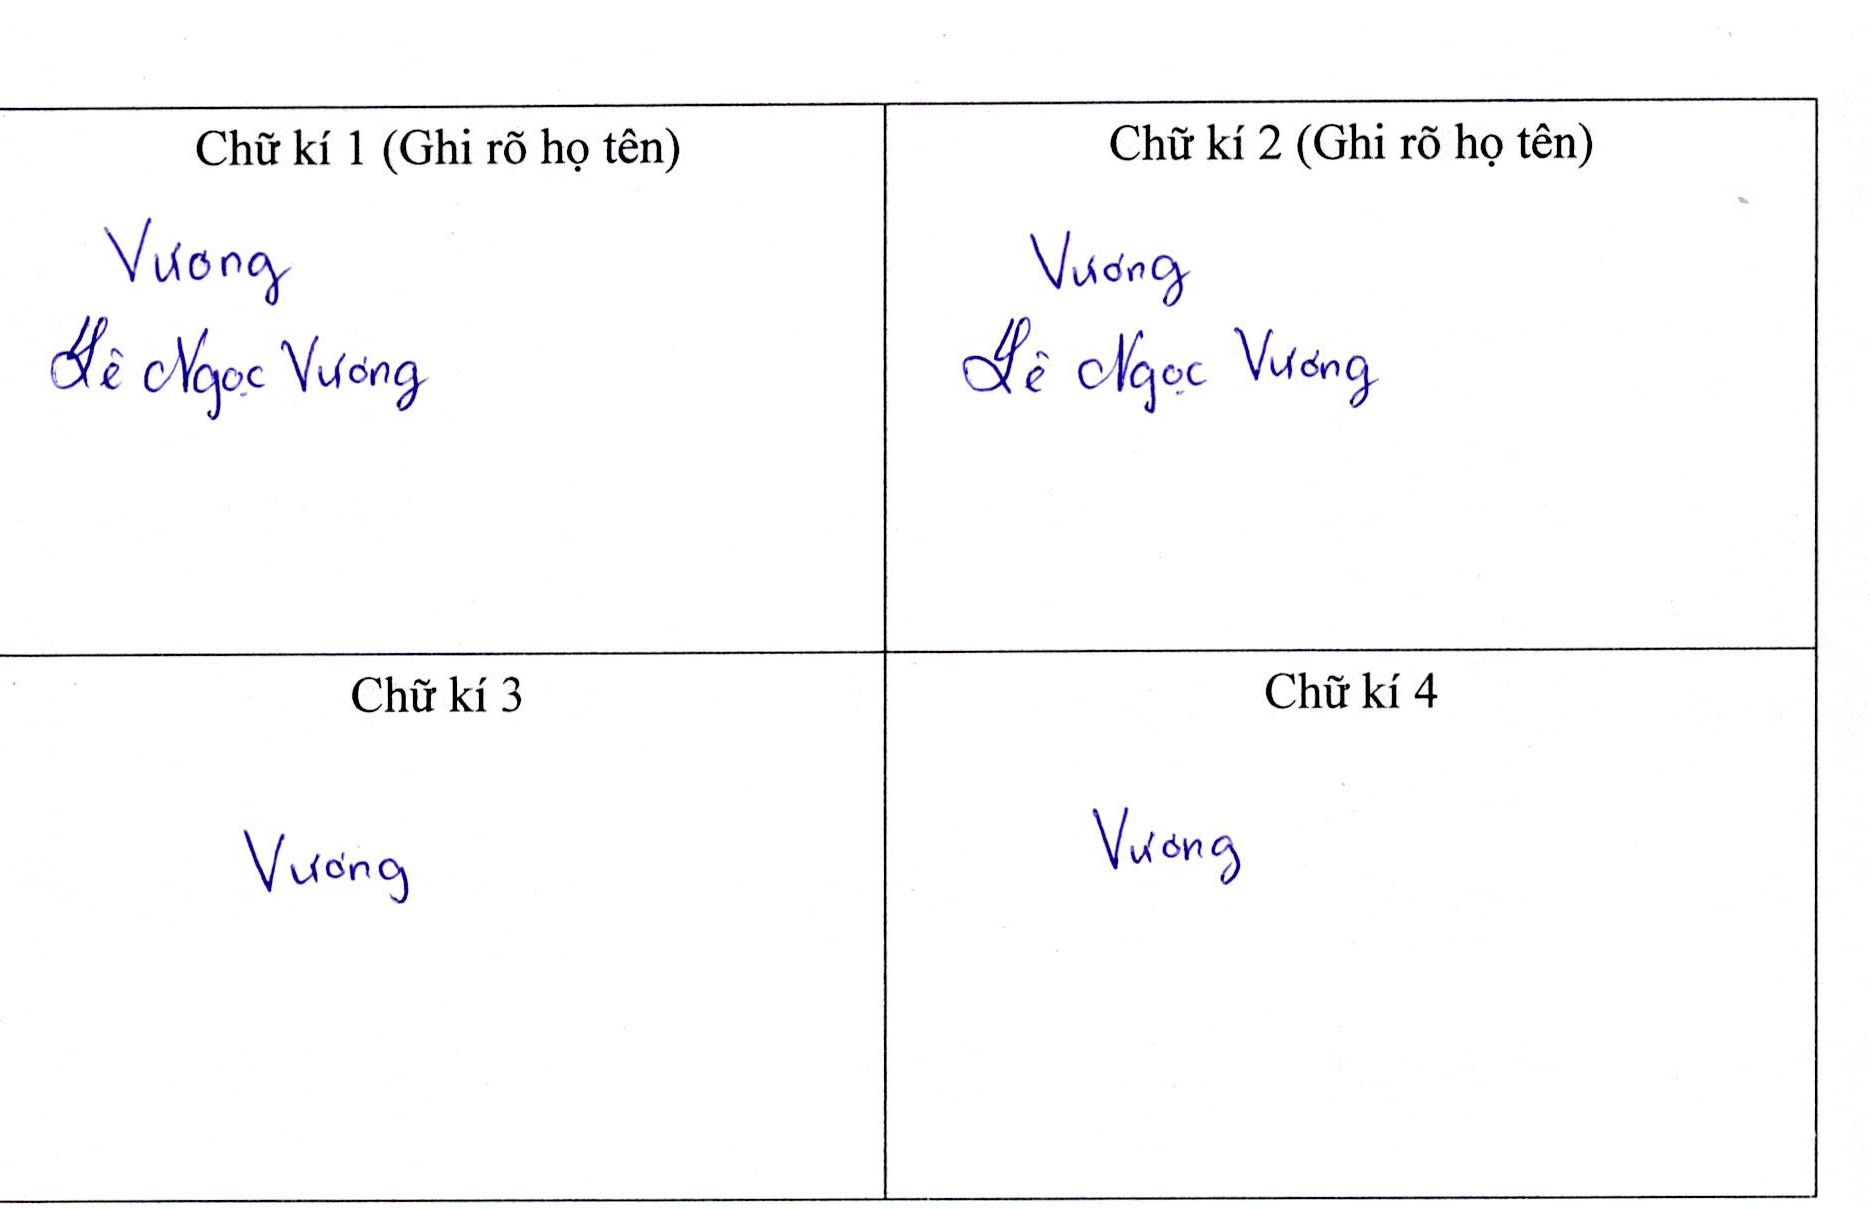 Chữ kí 1 (Ghi rõ họ tên)
Vương
Lê Ngọc Vương
Chữ kí 2 (Ghi rõ họ tên)
Vương
Lê Ngọc Vương
Chữ kí 3
Vương
Chữ kí 4
Vương